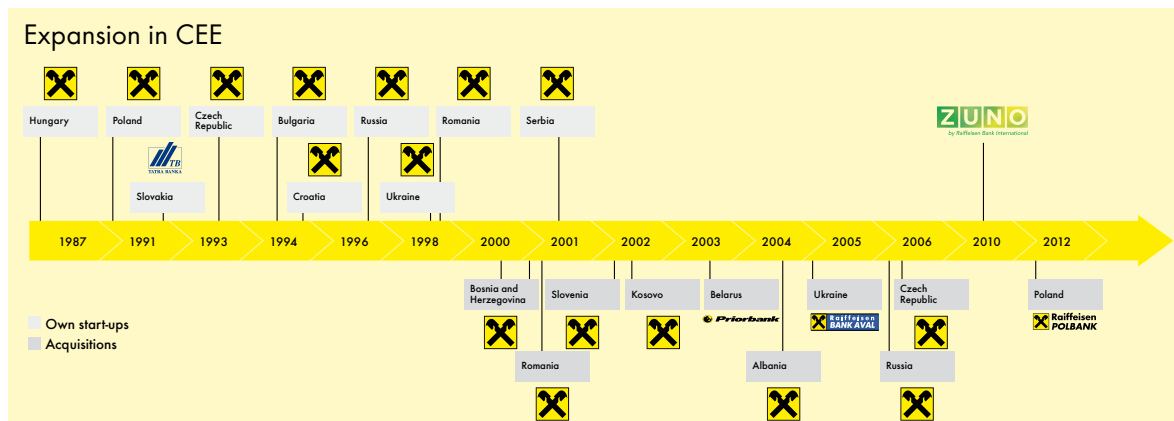 Expansion in CEE
Hungary
Poland
Czech
Republic
Bulgaria
Russia
Romania
Serbia
ZUNO
by Raiffeisen Bank International
TB
TATRA BANKA
Slovakia
Croatia
Ukraine
1987
1991
1993
1994
1996
1998
2000
2001
2002
2003
2004
2005
2006
2010
2012
Bosnia and
Herzegovina
Slovenia
Kosovo
Belarus
Ukraine
Czech
Republic
Poland
Priorbank
Raiffeisen
BANK AVAL
Raiffeisen
POLBANK
Own start-ups
Acquisitions
Romania
Albania
Russia